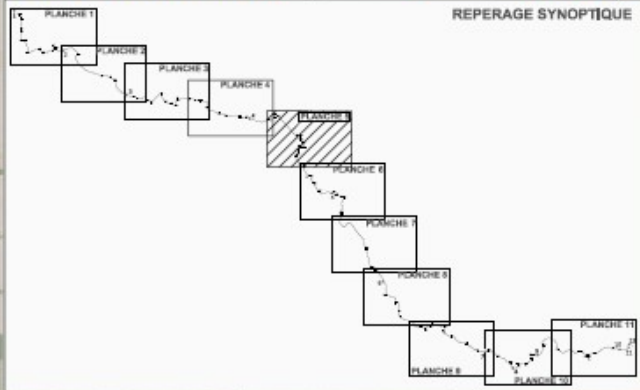 REPERAGE SYNOPTIQUE
PLANCHE 1
PLANCHE 2
PLANCHE 3
PLANCHE 4
PLANCHE 5
PLANCHE 6
PLANCHE 7
PLANCHE 8
PLANCHE 9
PLANCHE 10
PLANCHE 11